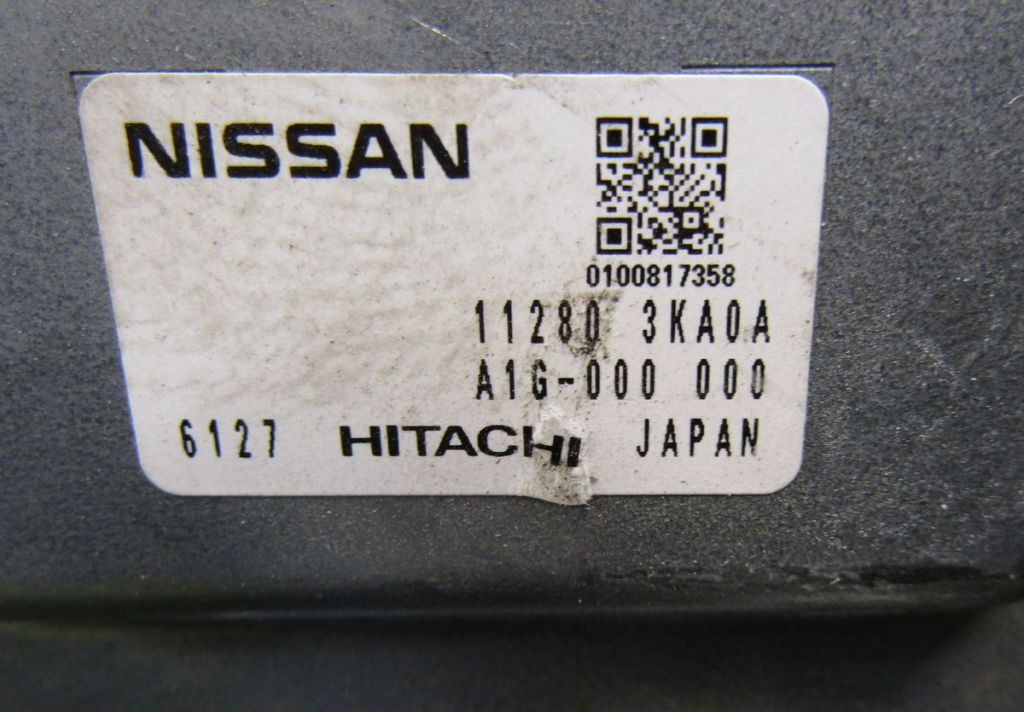 NISSAN
0100817358
11280 3KA0A
A1G-000 000
6127 HITACHI JAPAN